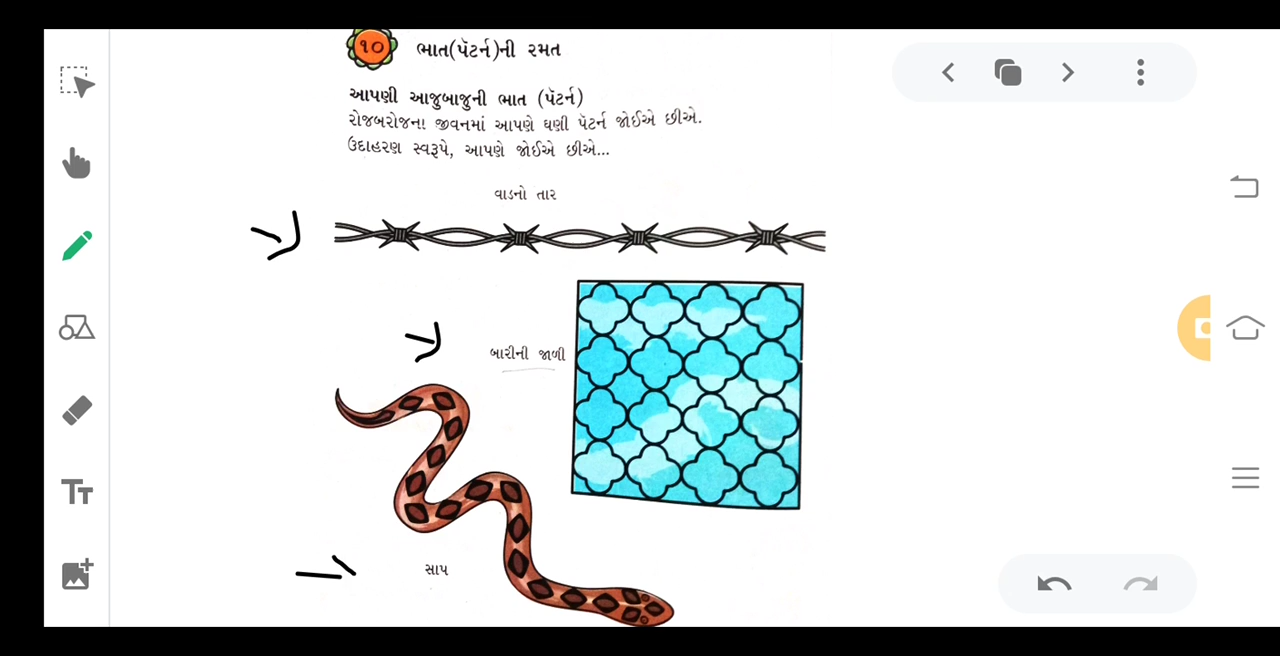 ૧૦ ભાત(પૅટર્ન)ની રમત
આપણી આજુબાજુની ભાત (પૅટર્ન)
રોજબરોજના જીવનમાં આપણે ઘણી પૅટર્ન જોઈએ છીએ.
ઉદાહરણ સ્વરૂપે, આપણે જોઈએ છીએ...
વાડનો તાર
બારીની જાળી
સાપ
TT